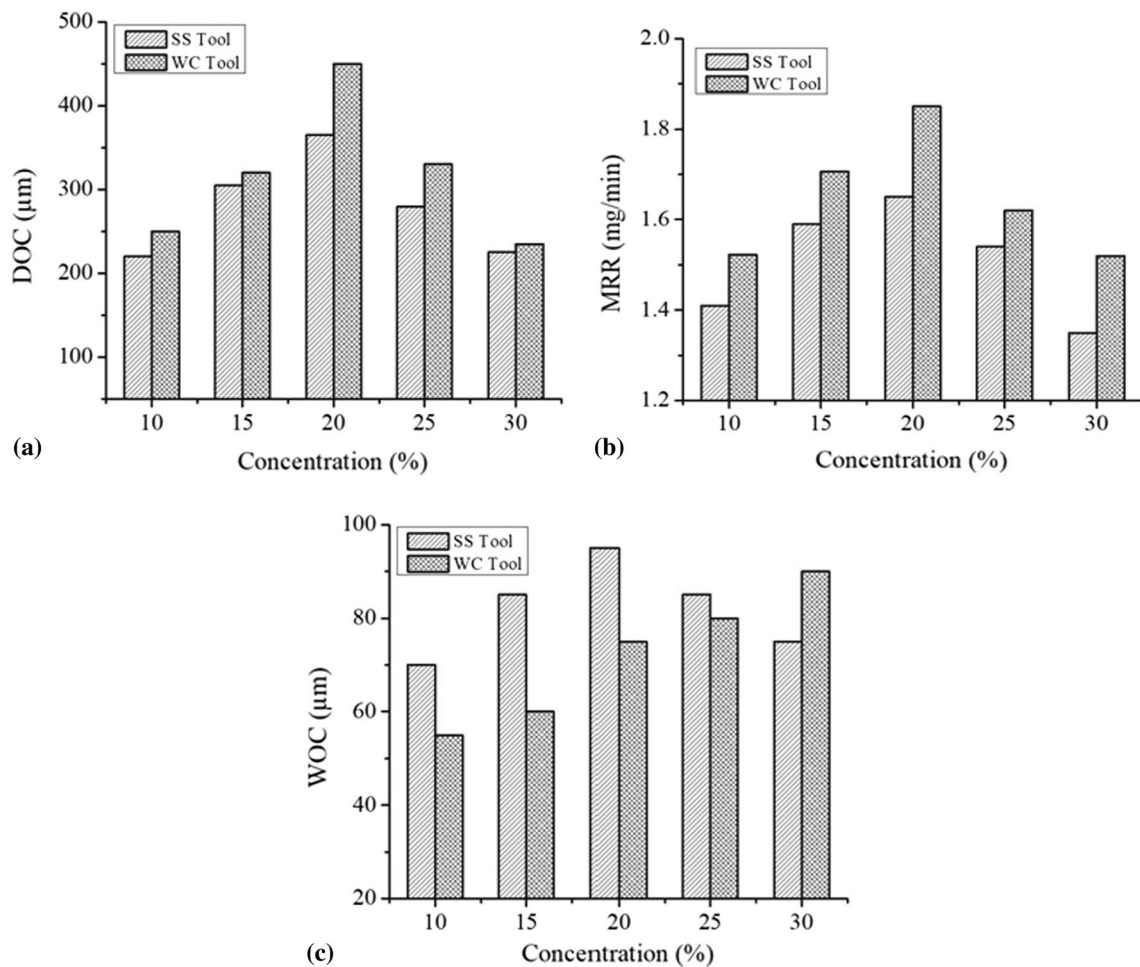 500
400
300
200
100
DOC (μm)
SS Tool
WC Tool
10 15 20 25 30
Concentration (%)
(a)
2.0
1.8
1.6
1.4
1.2
MRR (mg/min)
SS Tool
WC Tool
10 15 20 25 30
Concentration (%)
(b)
100
80
60
40
20
WOC (μm)
SS Tool
WC Tool
10 15 20 25 30
Concentration (%)
(c)